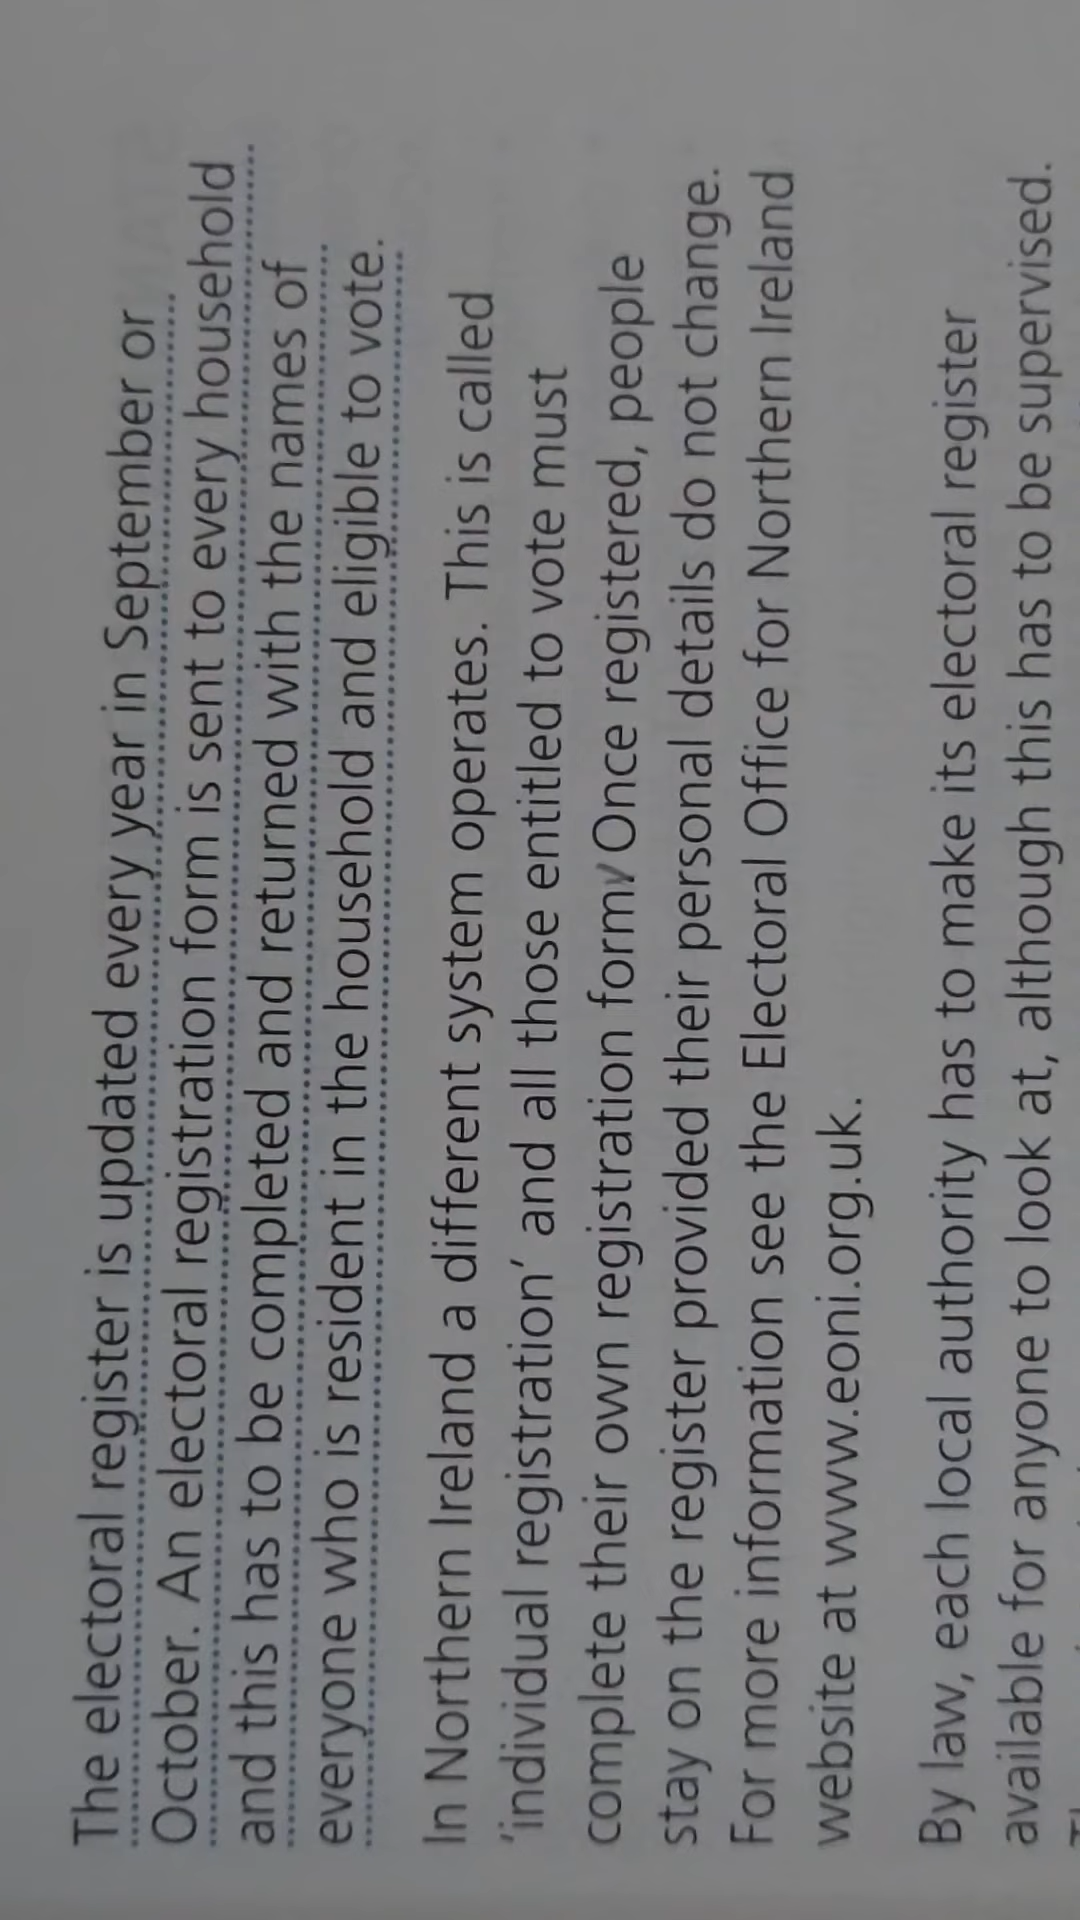 The electoral register is updated every year in September or
October. An electoral registration form is sent to every household
and this has to be completed and returned with the names of
everyone who is resident in the household and eligible to vote.
In Northern Ireland a different system operates. This is called
‘individual registration’ and all those entitled to vote must
complete their own registration form. Once registered, people
stay on the register provided their personal details do not change.
For more information see the Electoral Office for Northern Ireland
website at www.eoni.org.uk.
By law, each local authority has to make its electoral register
available for anyone to look at, although this has to be supervised.